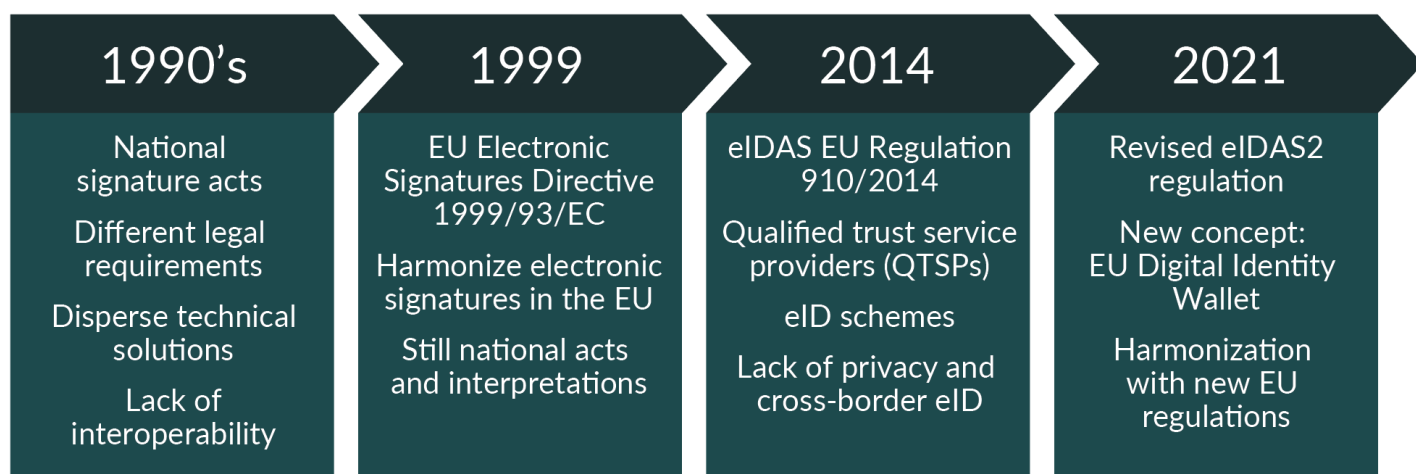 1990’s
National
signature acts
Different legal
requirements
Disperse technical
solutions
Lack of
interoperability
1999
EU Electronic
Signatures Directive
1999/93/EC
Harmonize electronic
signatures in the EU
Still national acts
and interpretations
2014
eIDAS EU Regulation
910/2014
Qualified trust service
providers (QTSPs)
eID schemes
Lack of privacy and
cross-border eID
2021
Revised eIDAS2
regulation
New concept:
EU Digital Identity
Wallet
Harmonization
with new EU
regulations